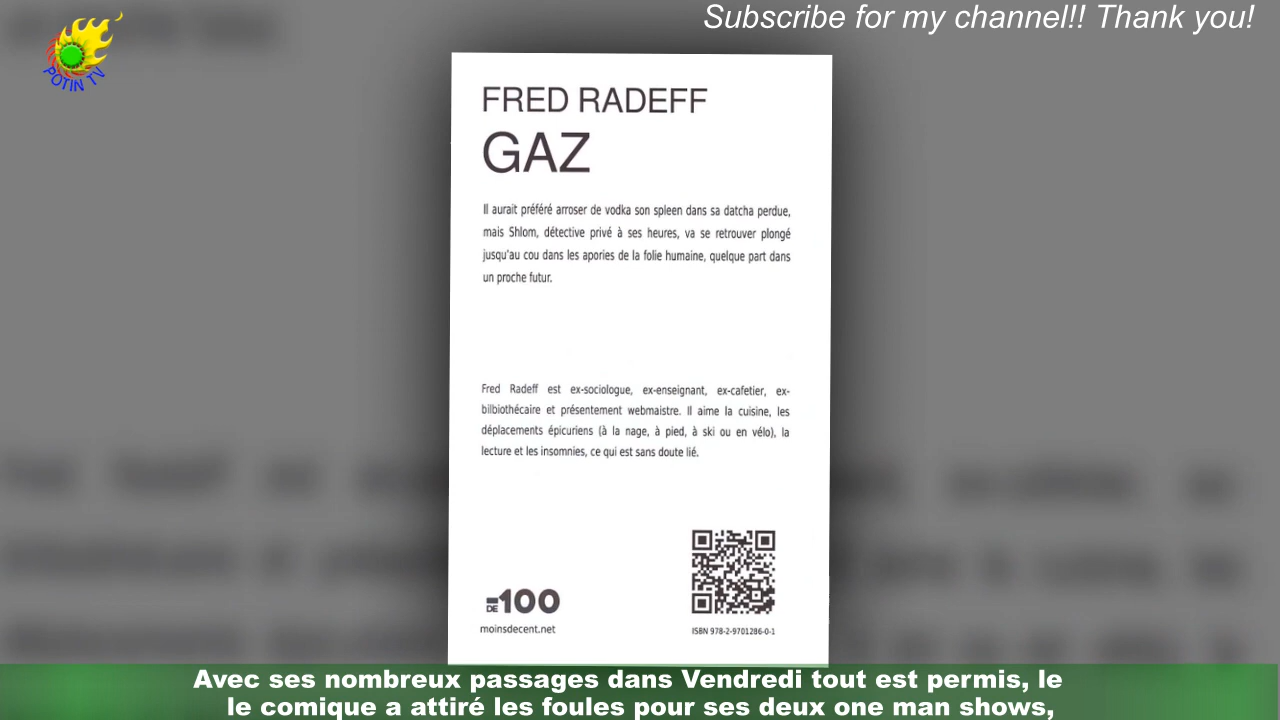 Subscribe for my channel!! Thank you!
POTIN TV
FRED RADEFF
GAZ
Il aurait préféré arroser de vodka son spleen dans sa datcha perdue,
mais Shlom, détective privé à ses heures, va se retrouver plongé
jusqu'au cou dans les apories de la folie humaine, quelque part dans
un proche futur.
Fred Radeff est ex-sociologue, ex-enseignant, ex-cafetier, ex-
bilbiothécaire et présentement webmaistre. Il aime la cuisine, les
déplacements épicuriens (à la nage, à pied, à ski ou en vélo), la
lecture et les insomnies, ce qui est sans doute lié.
DE 100
moinsdecent.net
ISBN 978-2-9701286-0-1
Avec ses nombreux passages dans Vendredi tout est permis, le
le comique a attiré les foules pour ses deux one man shows,